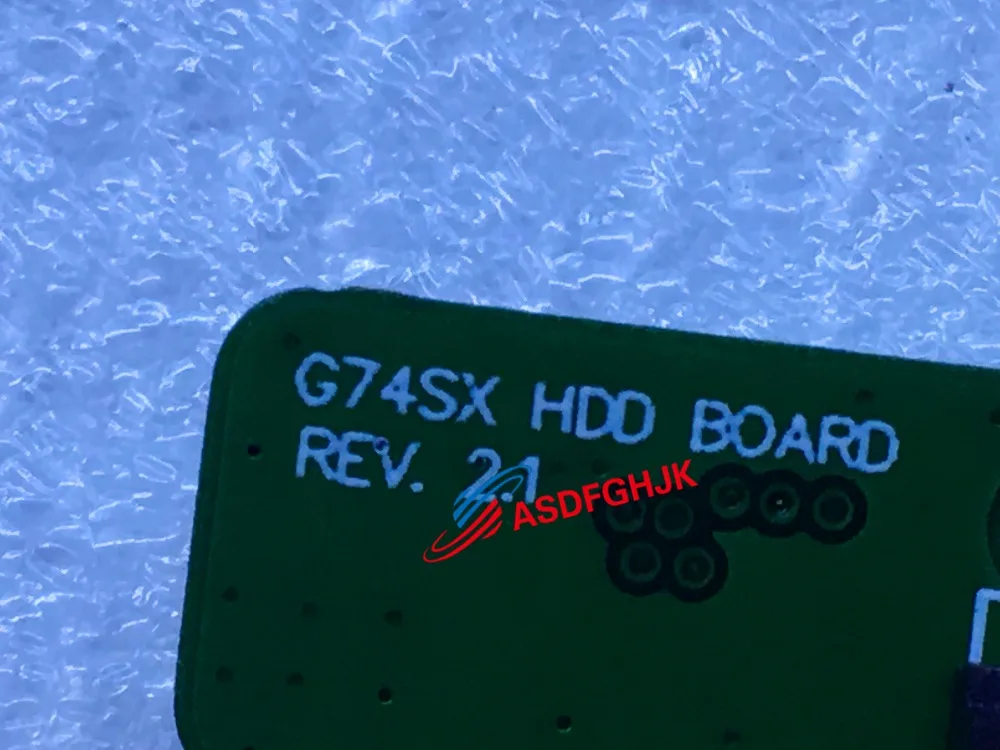 G74SX HDD BOARD
REV. 2.1
ASDFGHJK